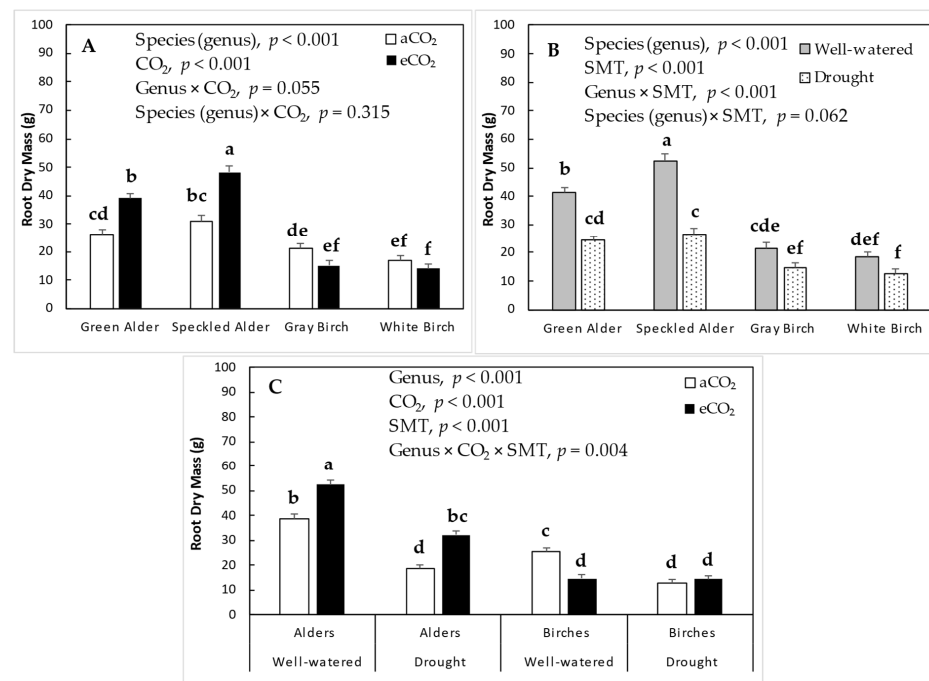 A
Species (genus), p < 0.001
CO₂, p < 0.001
Genus × CO₂, p = 0.055
Species (genus) × CO₂, p = 0.315
aCO₂
eCO₂
Root Dry Mass (g)
100
90
80
70
60
50
40
30
20
10
0
cd
b
bc
a
de
ef
ef
f
Green Alder
Speckled Alder
Gray Birch
White Birch
B
Species (genus), p < 0.001
SMT, p < 0.001
Genus × SMT, p < 0.001
Species (genus) × SMT, p = 0.062
Well-watered
Drought
Root Dry Mass (g)
100
90
80
70
60
50
40
30
20
10
0
b
cd
a
c
cde
ef
def
f
Green Alder
Speckled Alder
Gray Birch
White Birch
C
Genus, p < 0.001
CO₂, p < 0.001
SMT, p < 0.001
Genus × CO₂ × SMT, p = 0.004
aCO₂
eCO₂
Root Dry Mass (g)
100
90
80
70
60
50
40
30
20
10
0
b
a
d
bc
c
d
d
d
Alders
Alders
Birches
Birches
Well-watered
Drought
Well-watered
Drought